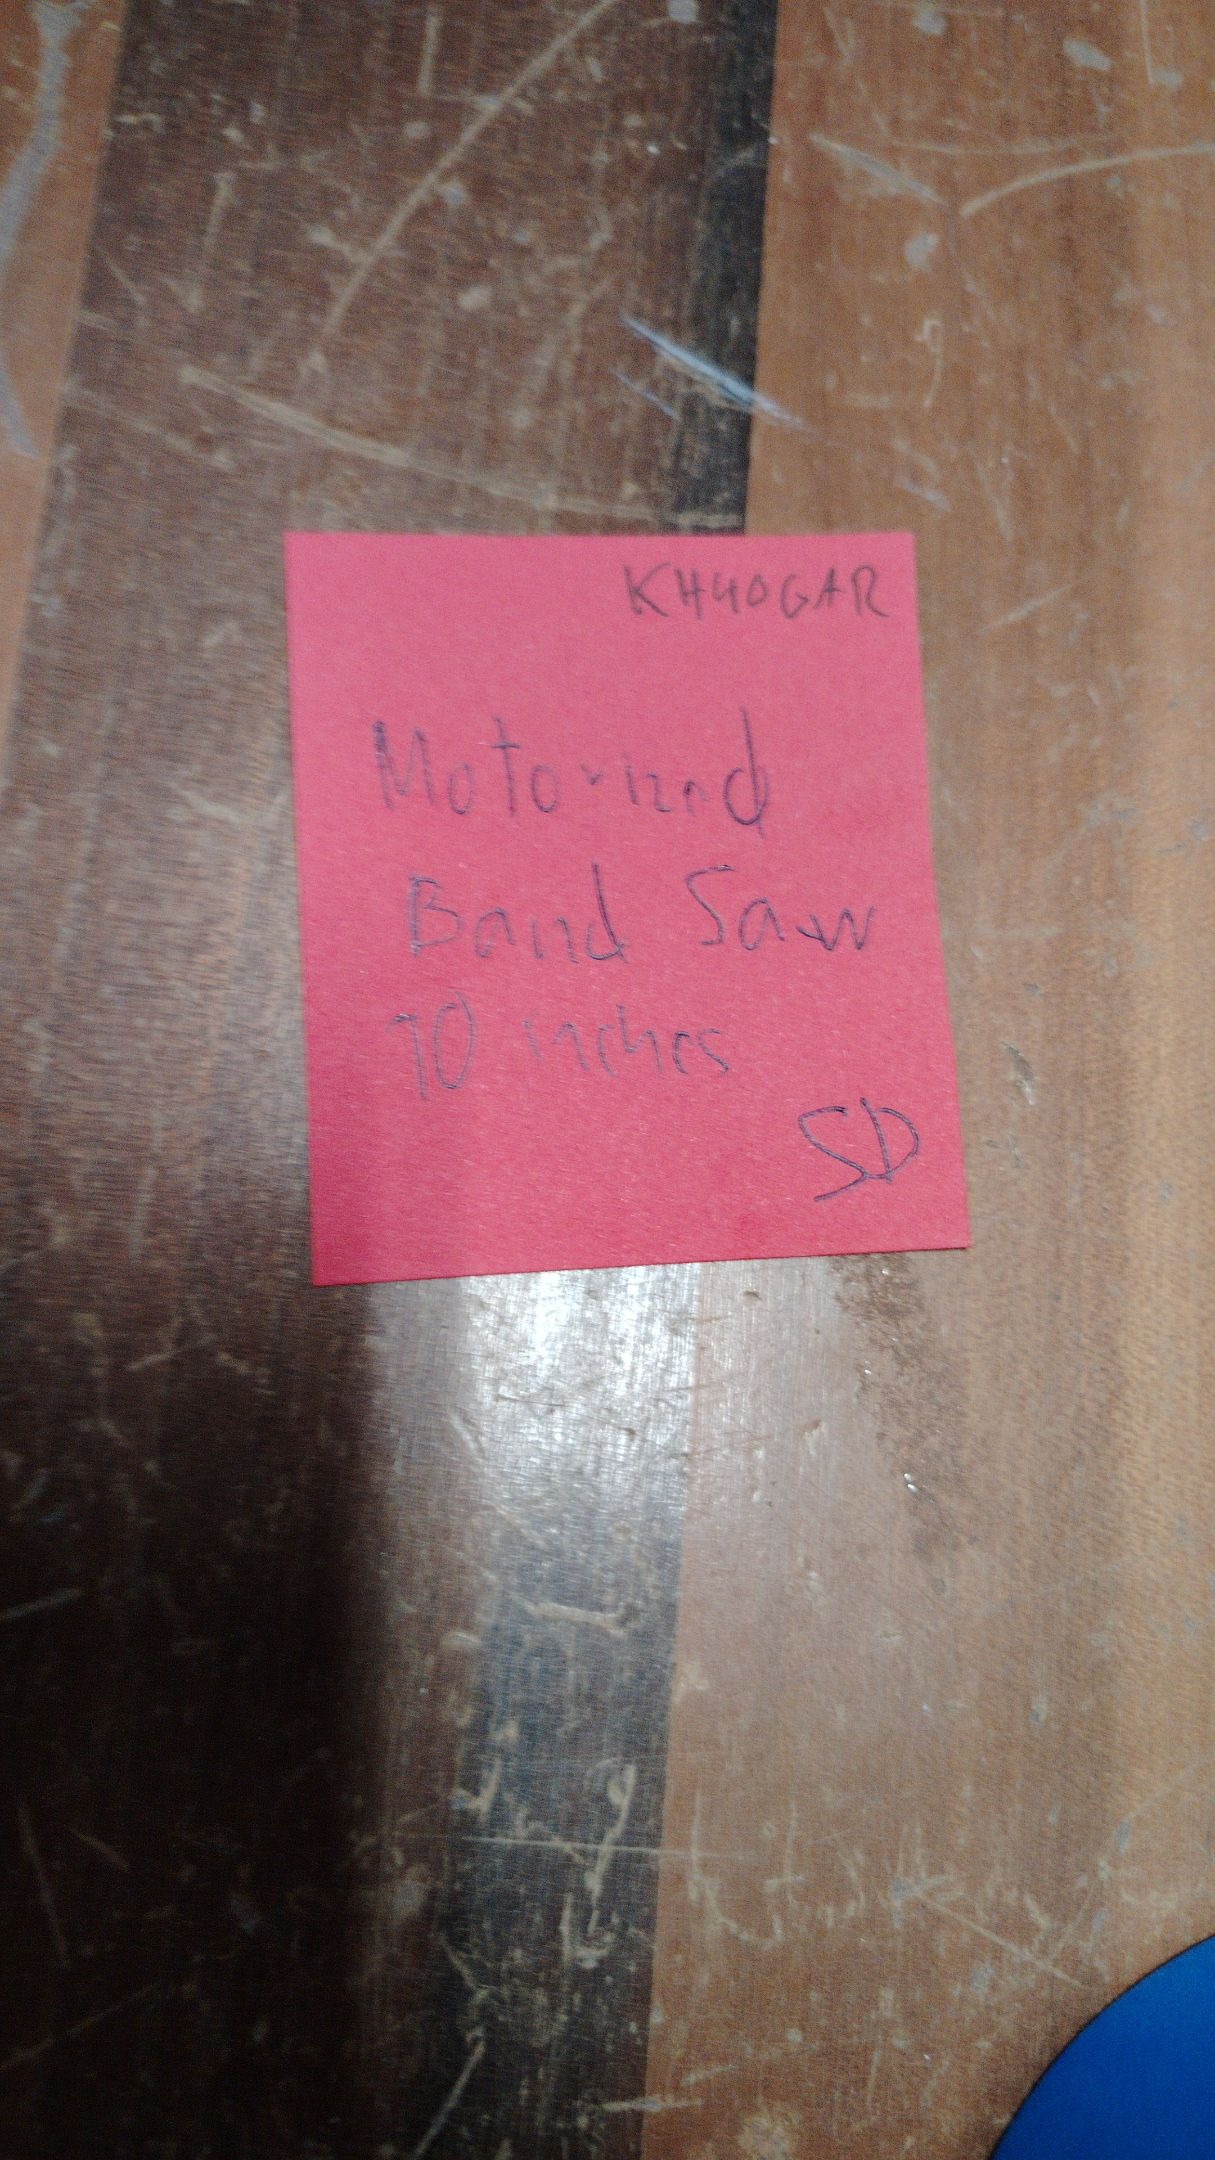 KH40GAR
Motorized
Band Saw
10 inches
SD